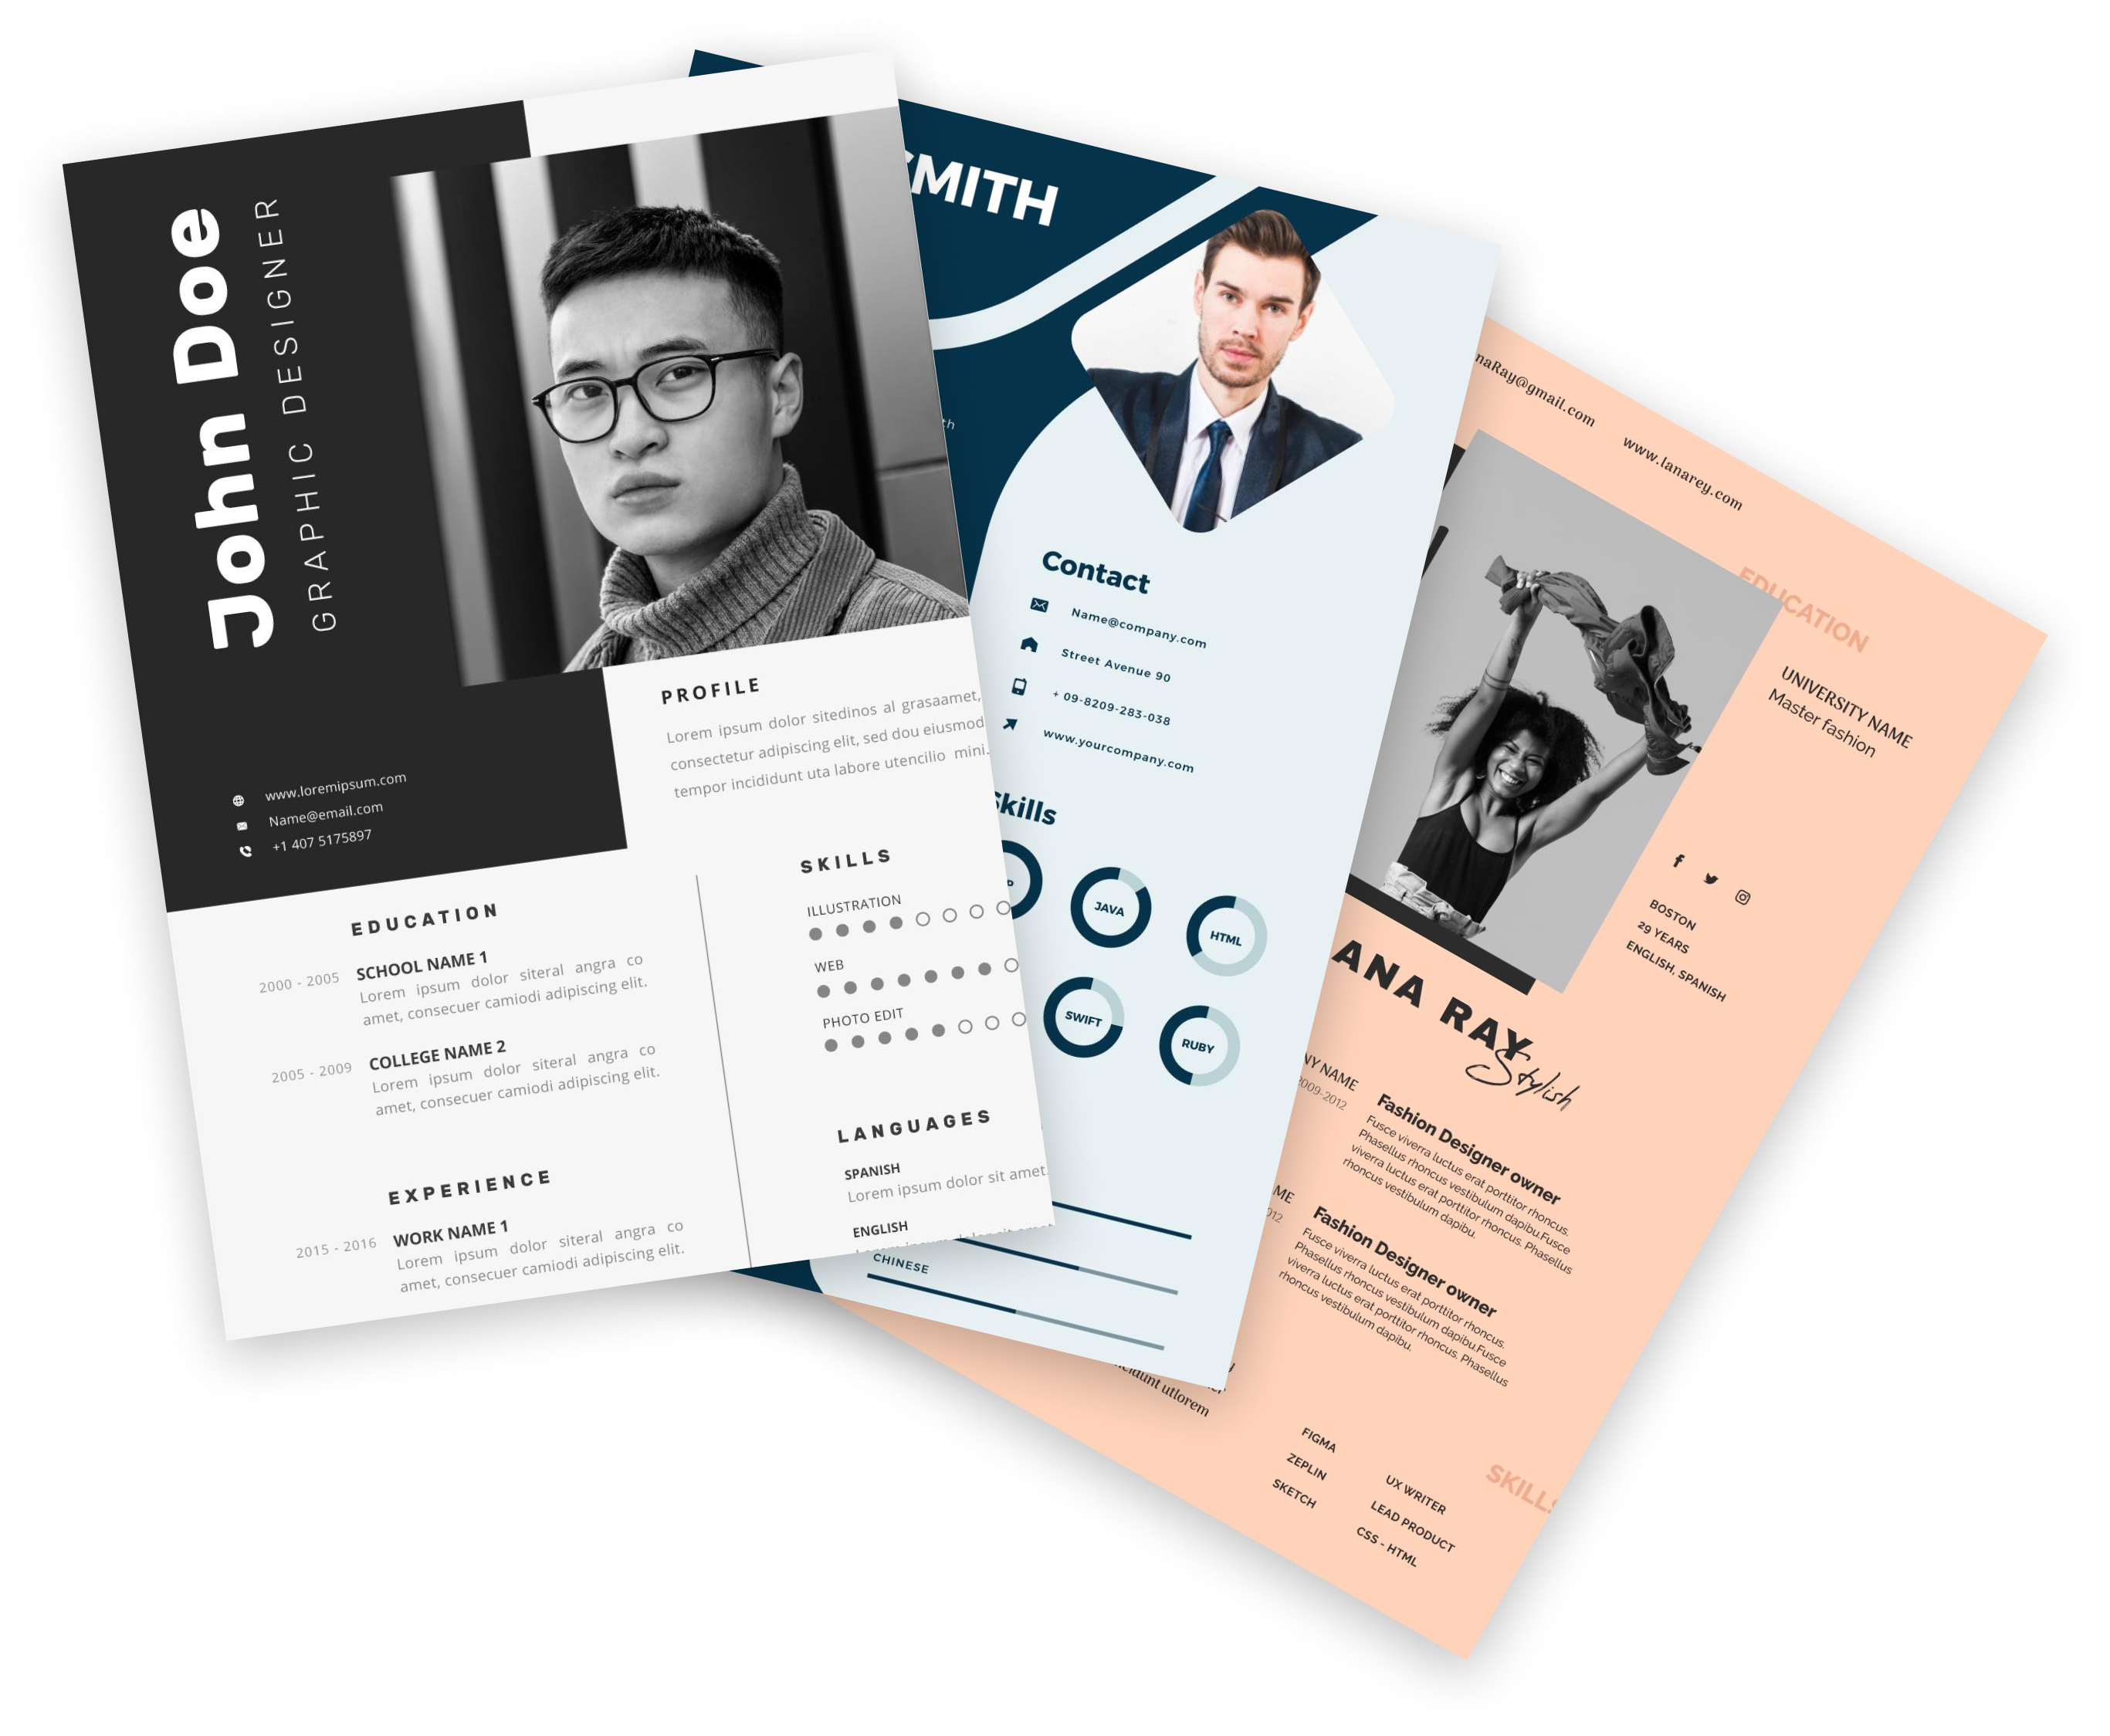 John Doe
GRAPHIC DESIGNER
www.loremipsum.com
Name@email.com
+1 407 5175897
PROFILE
Lorem ipsum dolor sitedinos al grasaamet,
consectetur adipiscing elit, sed dou eiusmod
tempor incididunt uta labore utencilio mini.
EDUCATION
2000 - 2005 SCHOOL NAME 1
Lorem ipsum dolor siteral angra co
amet, consecuer camiodi adipiscing elit.
2005 - 2009 COLLEGE NAME 2
Lorem ipsum dolor siteral angra co
amet, consecuer camiodi adipiscing elit.
EXPERIENCE
2015 - 2016 WORK NAME 1
Lorem ipsum dolor siteral angra co
amet, consecuer camiodi adipiscing elit.
SKILLS
ILLUSTRATION
WEB
PHOTO EDIT
LANGUAGES
SPANISH
Lorem ipsum dolor sit amet.
ENGLISH
SMITH
Contact
Name@company.com
Street Avenue 90
+ 09-8209-283-038
www.yourcompany.com
Skills
JAVA
HTML
SWIFT
RUBY
CHINESE
naRay@gmail.com
www.lanarey.com
EDUCATION
UNIVERSITY NAME
Master fashion
BOSTON
29 YEARS
ENGLISH, SPANISH
ANA RAY
Stylish
NY NAME
2009-2012
Fashion Designer owner
Fusce viverra luctus erat porttitor rhoncus.
Phasellus rhoncus vestibulum dapibu.Fusce
viverra luctus erat porttitor rhoncus. Phasellus
rhoncus vestibulum dapibu.
ME
012
Fashion Designer owner
Fusce viverra luctus erat porttitor rhoncus.
Phasellus rhoncus vestibulum dapibu.Fusce
viverra luctus erat porttitor rhoncus. Phasellus
rhoncus vestibulum dapibu.
utlorem
FIGMA
ZEPLIN
SKETCH
UX WRITER
LEAD PRODUCT
CSS - HTML
SKILLS